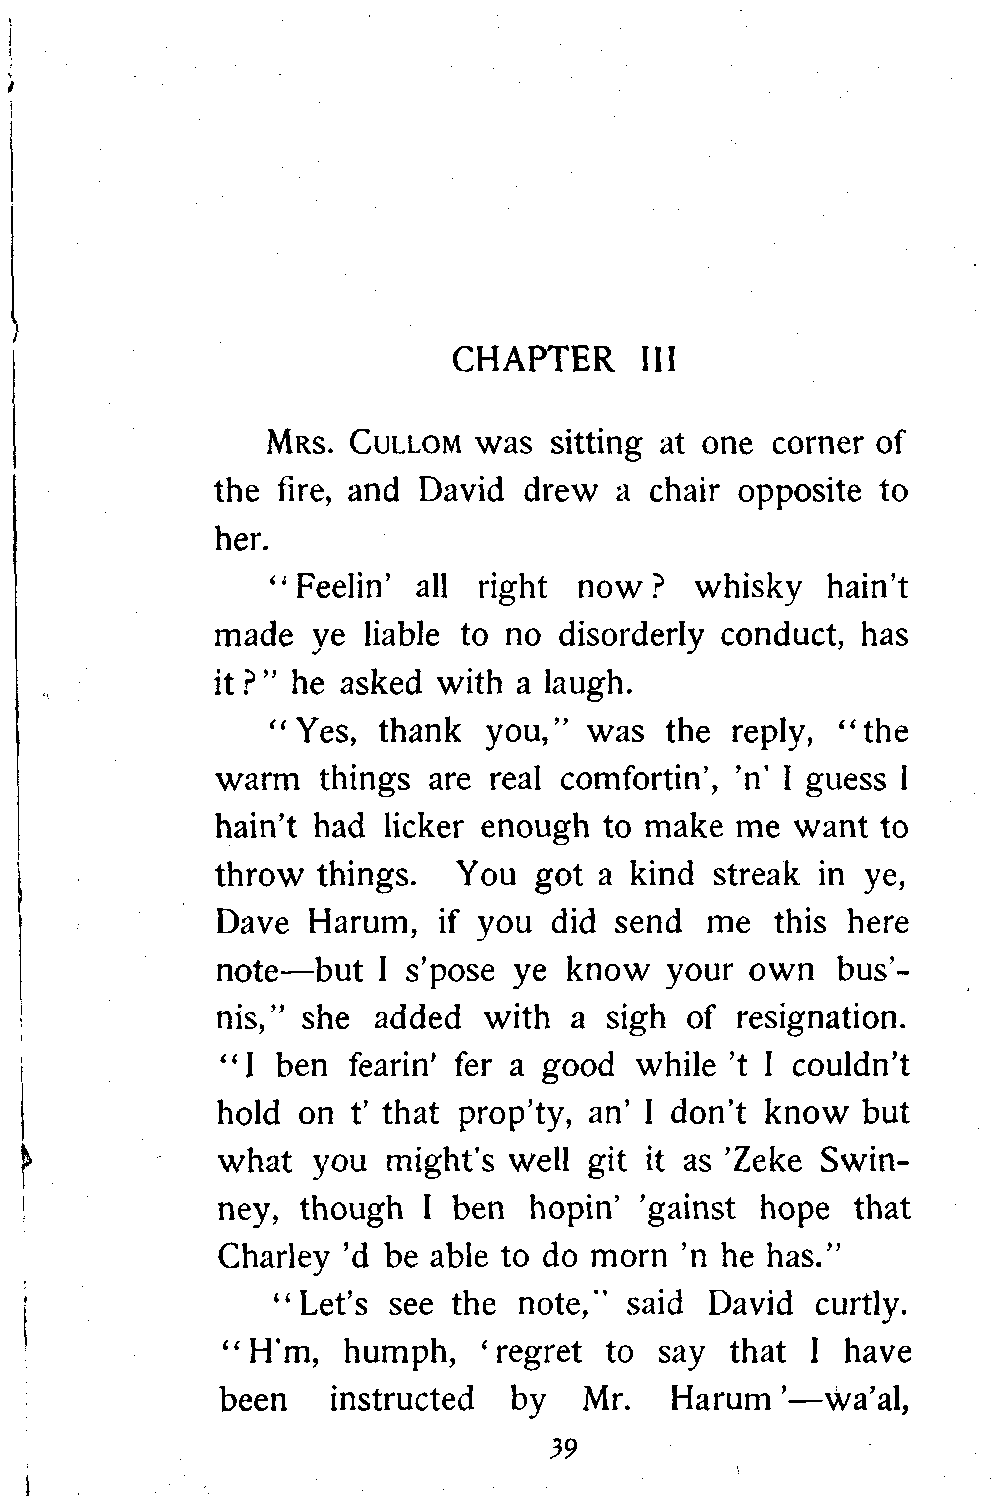 CHAPTER III
MRS. CULLOM was sitting at one corner of
the fire, and David drew a chair opposite to
her.
“Feelin’ all right now? whisky hain’t
made ye liable to no disorderly conduct, has
it?” he asked with a laugh.
“Yes, thank you,” was the reply, “the
warm things are real comfortin’, ’n’ I guess I
hain’t had licker enough to make me want to
throw things. You got a kind streak in ye,
Dave Harum, if you did send me this here
note—but I s’pose ye know your own bus’-
nis,” she added with a sigh of resignation.
“I ben fearin’ fer a good while ’t I couldn’t
hold on t’ that prop’ty, an’ I don’t know but
what you might’s well git it as ’Zeke Swin-
ney, though I ben hopin’ ’gainst hope that
Charley ’d be able to do morn ’n he has.”
“Let’s see the note,” said David curtly.
“H’m, humph, ‘regret to say that I have
been instructed by Mr. Harum’—wa’al,
39